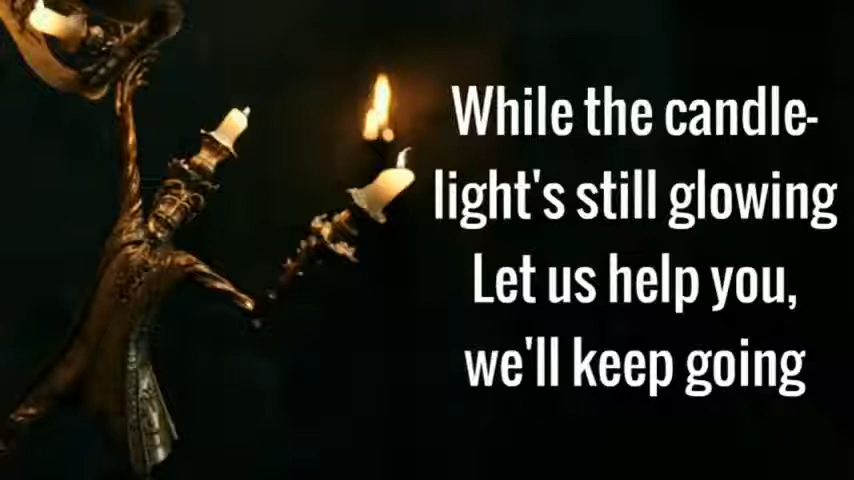 While the candle-
light's still glowing
Let us help you,
we'll keep going